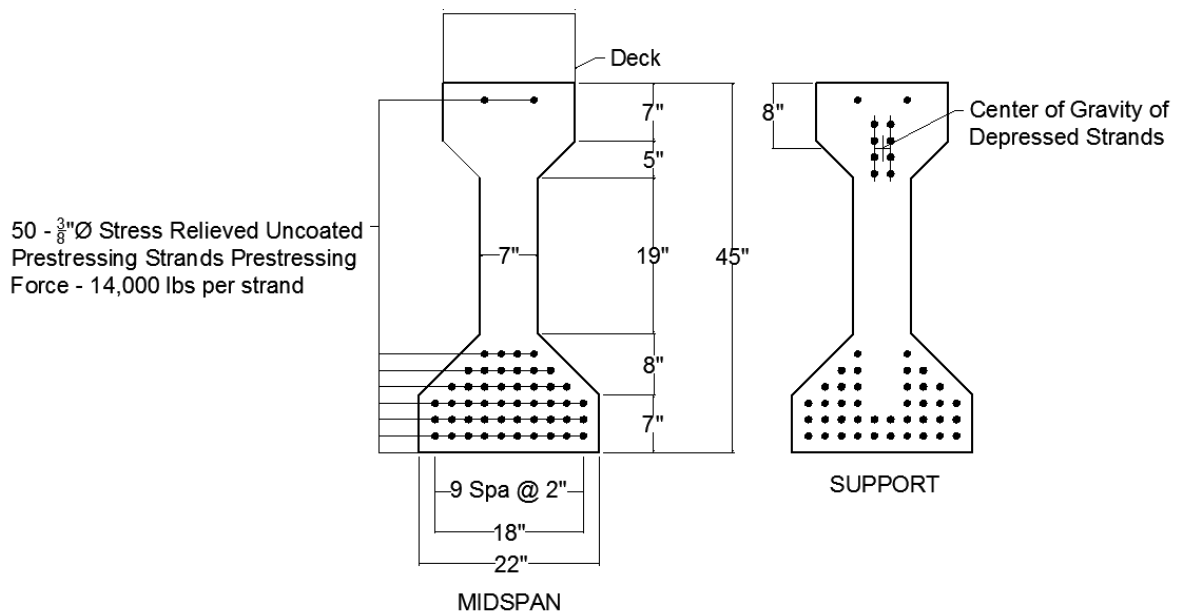 Deck
7"
8"
Center of Gravity of
Depressed Strands
5"
50 - 3/8"Ø Stress Relieved Uncoated
Prestressing Strands Prestressing
Force - 14,000 lbs per strand
7"
19"
45"
8"
7"
9 Spa @ 2"
18"
22"
SUPPORT
MIDSPAN